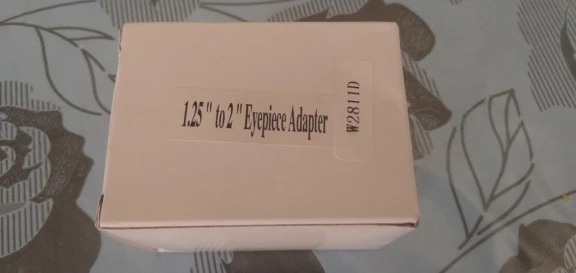 1.25" to 2" Eyepiece Adapter
W2811D